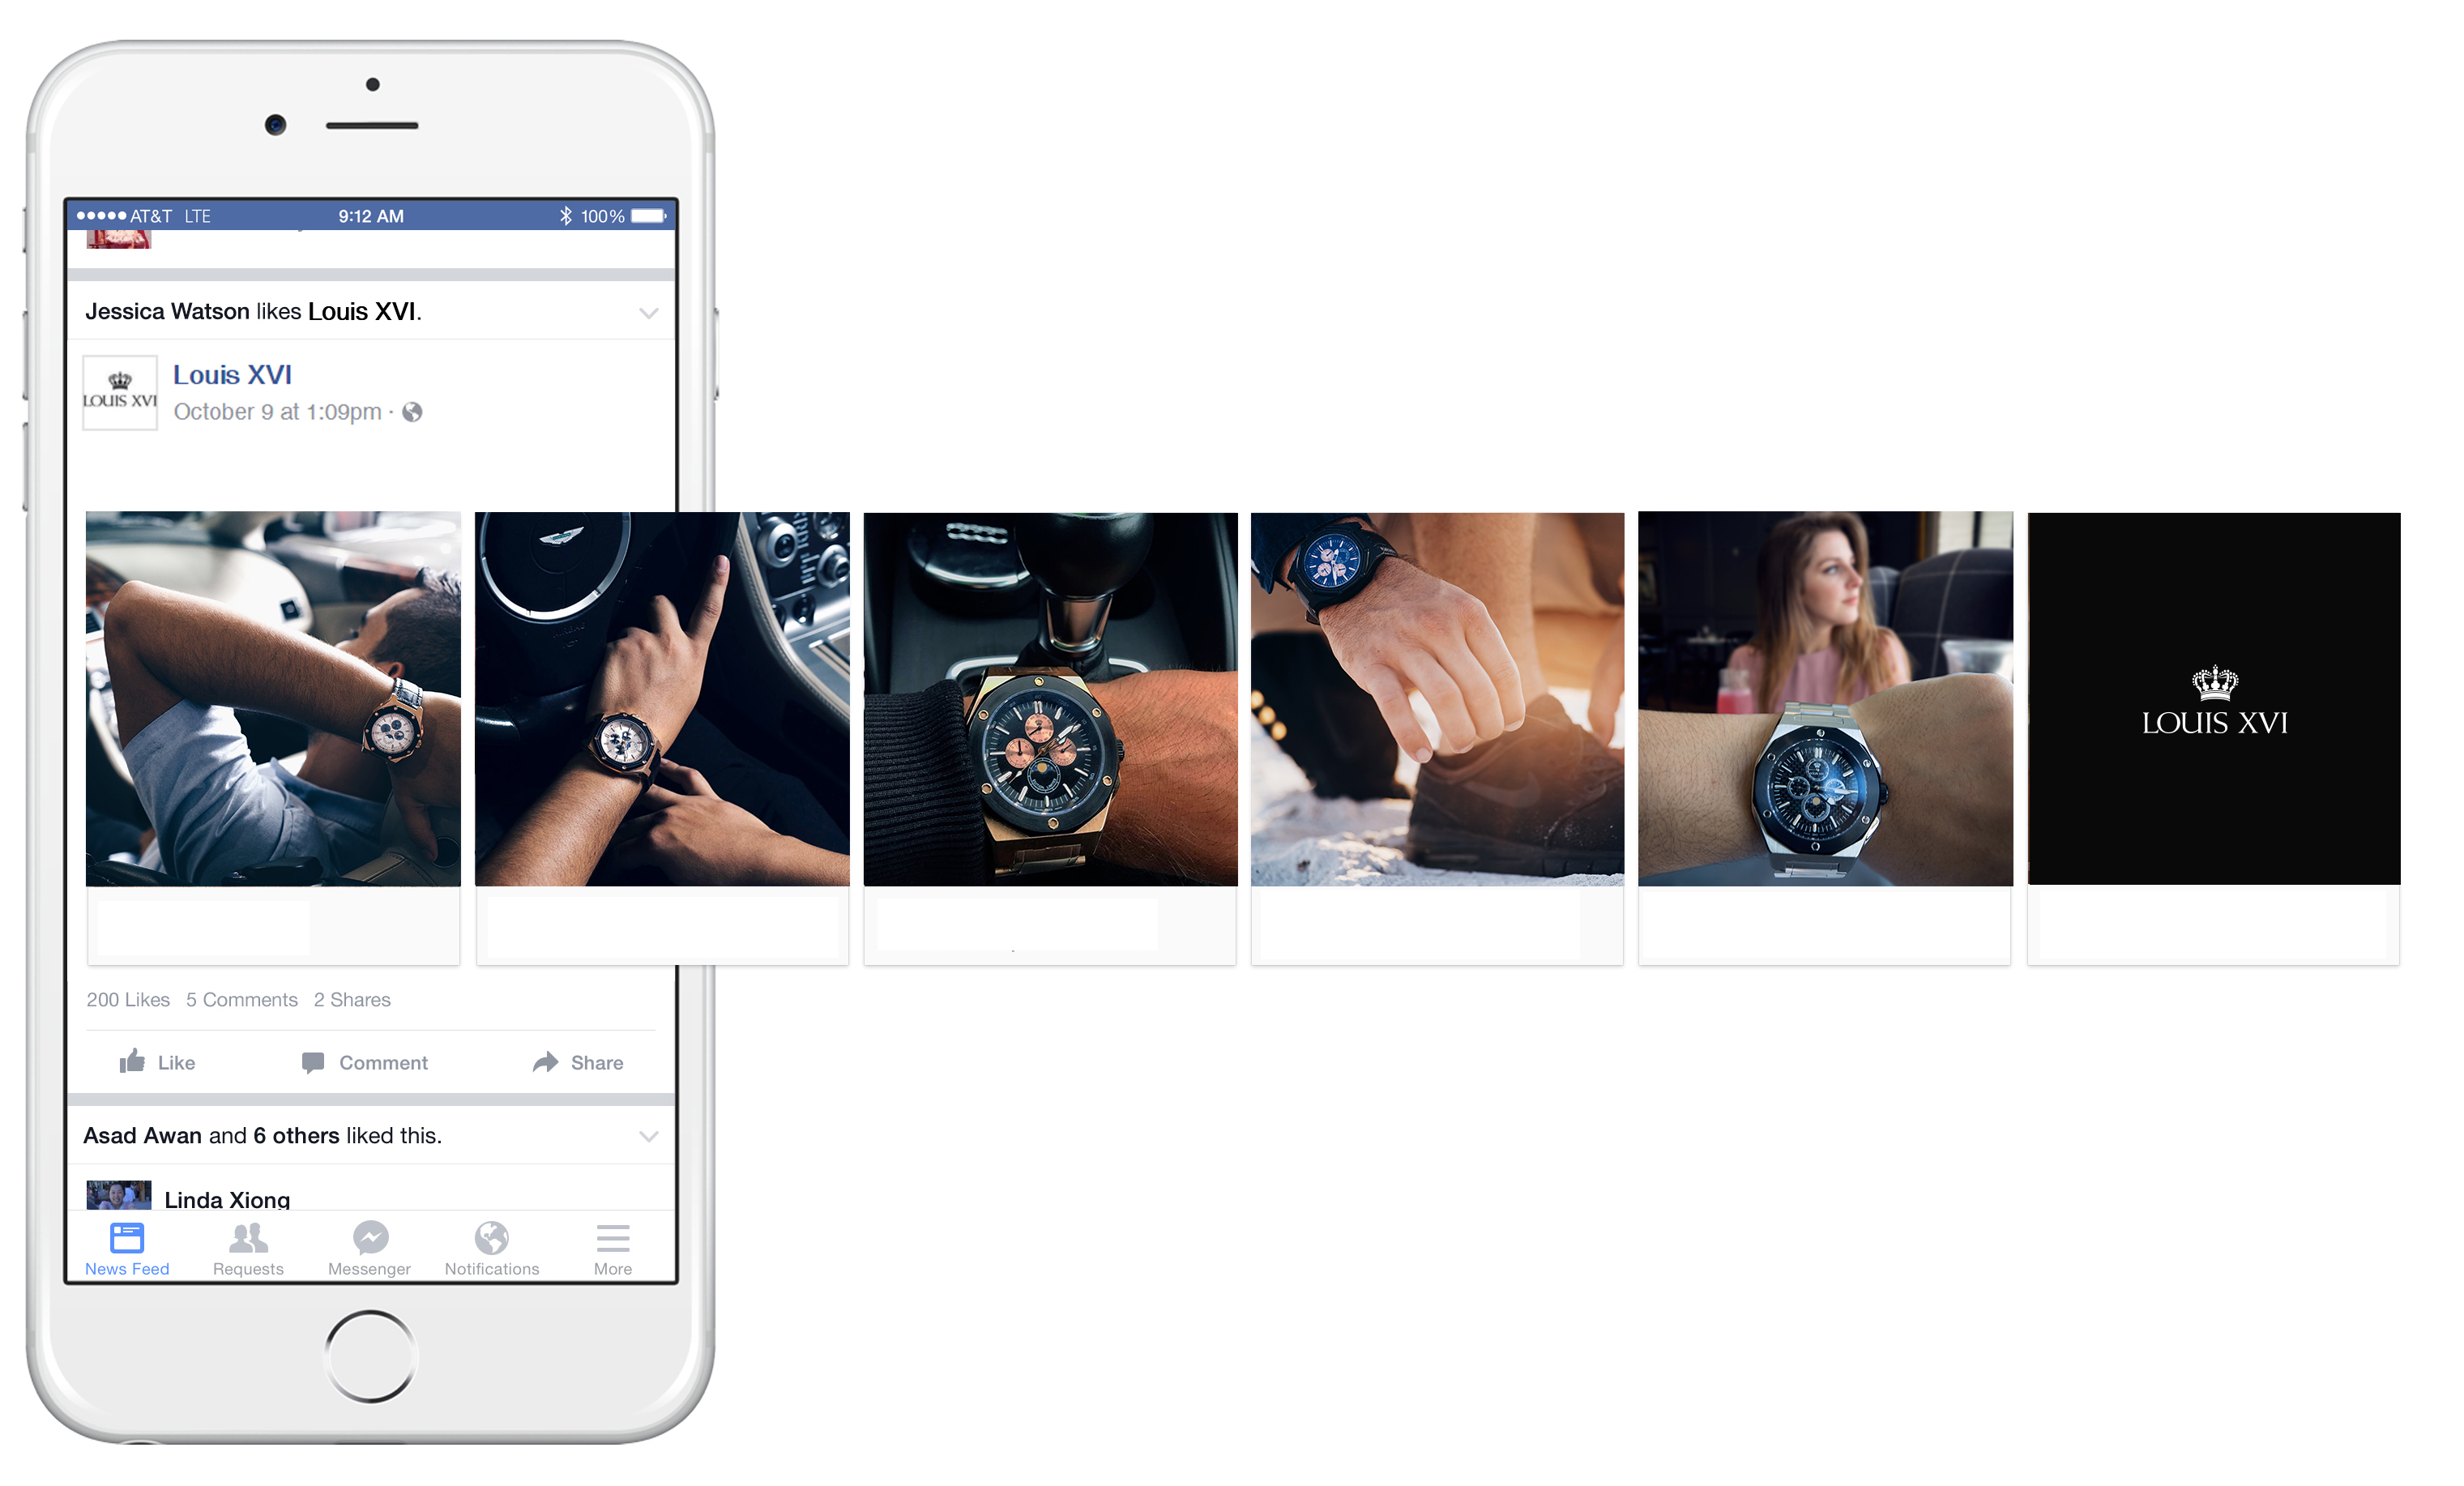 AT&T LTE 9:12 AM 100%
Jessica Watson likes Louis XVI.
LOUIS XVI
Louis XVI
October 9 at 1:09pm ·
LOUIS XVI
200 Likes 5 Comments 2 Shares
Like Comment Share
Asad Awan and 6 others liked this.
Linda Xiong
News Feed Requests Messenger Notifications More